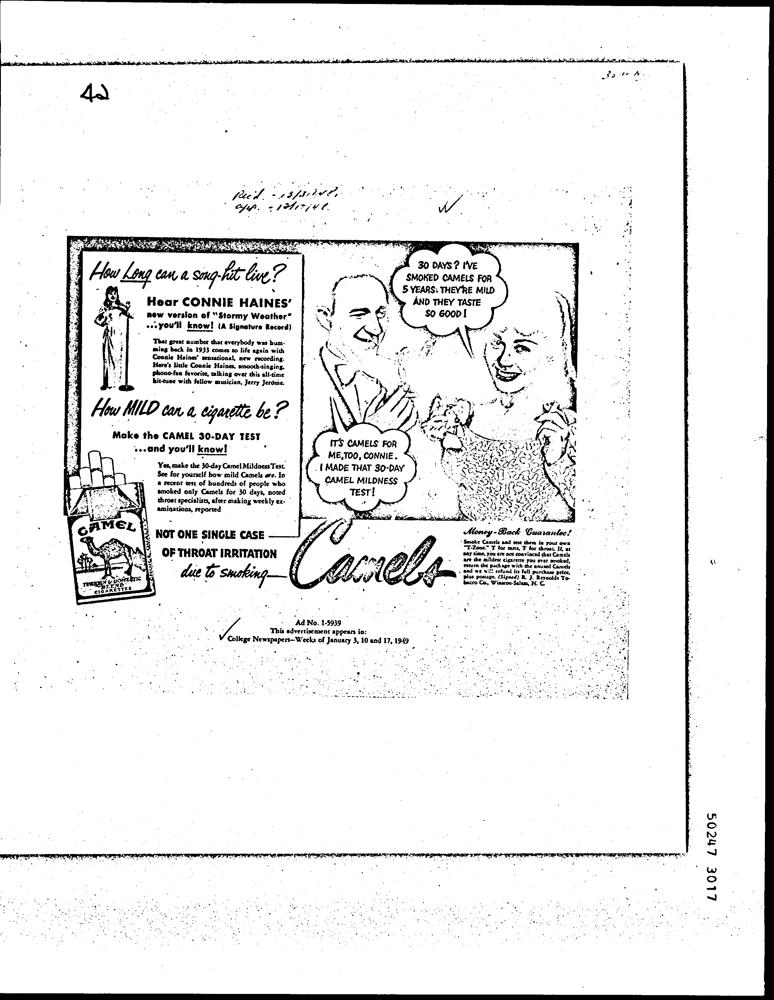 42
Rec'd.
How Long can a song-hit live?
Hear CONNIE HAINES'
new version of "Stormy Weather"
...you'll know! (A Signature Record)
That great number that everybody was hum-
ming back in 1933 comes to life again with
Connie Haines' sensational, new recording.
Here's little Connie Haines, smooth-singing,
phono-fan favorite, talking over this all-time
hit-tune with fellow musician, Jerry Jerome.
How MILD can a cigarette be?
Make the CAMEL 30-DAY TEST
...and you'll know!
Yes, make the 30-day Camel Mildness Test.
See for yourself how mild Camels are. In
a recent test of hundreds of people who
smoked only Camels for 30 days, noted
throat specialists, after making weekly ex-
aminations, reported
NOT ONE SINGLE CASE
OF THROAT IRRITATION
due to smoking
Camels
CAMEL
TURKISH & DOMESTIC
BLEND
CIGARETTES
30 DAYS? I'VE
SMOKED CAMELS FOR
5 YEARS. THEY'RE MILD
AND THEY TASTE
SO GOOD!
IT'S CAMELS FOR
ME, TOO, CONNIE.
I MADE THAT 30-DAY
CAMEL MILDNESS
TEST!
Money-Back Guarantee!
Smoke Camels and test them in your own
"T-Zone." T for taste, T for throat. If, at
any time, you are not convinced that Camels
are the mildest cigarette you ever smoked,
return the package with the unused Camels
and we will refund its full purchase price,
plus postage. (Signed) R. J. Reynolds To-
bacco Co., Winston-Salem, N. C.
Ad No. 1-5939
This advertisement appears in:
College Newspapers—Weeks of January 3, 10 and 17, 1949
50247 3017